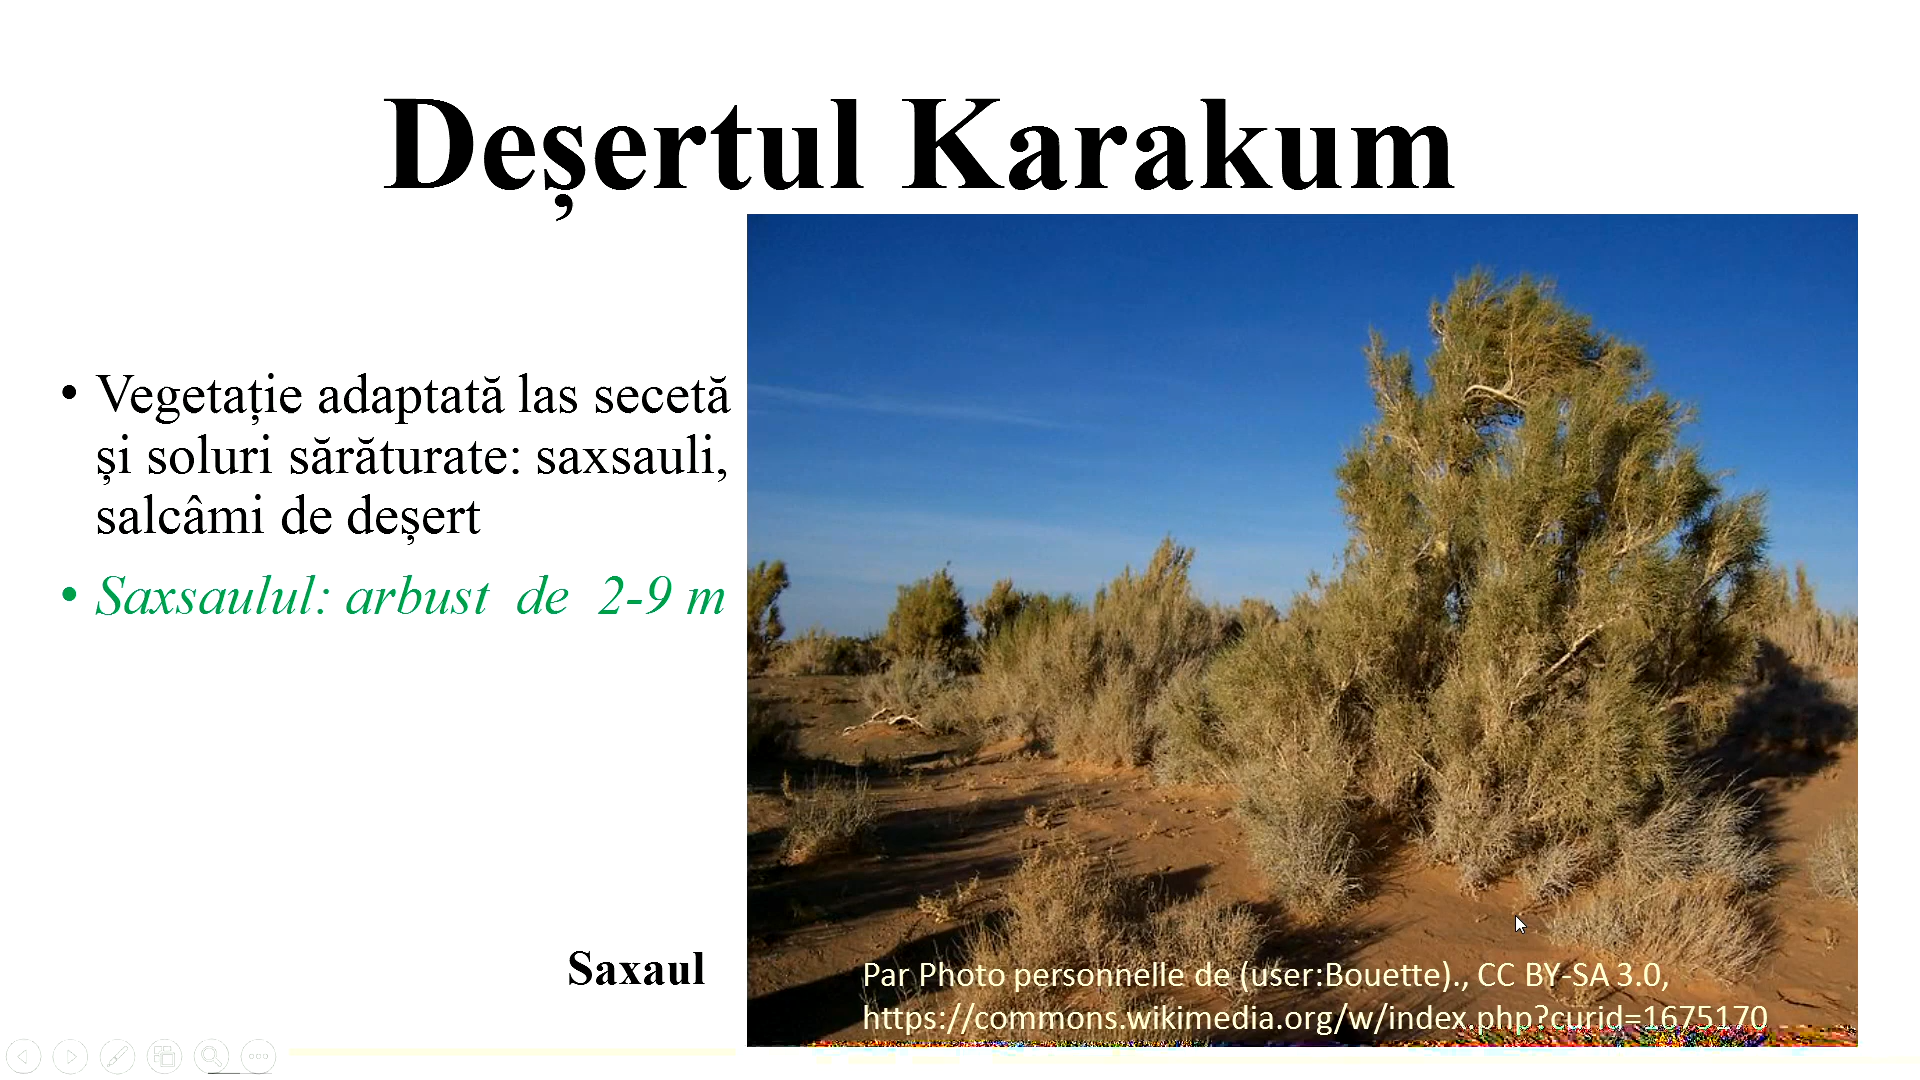 Deșertul Karakum
• Vegetație adaptată las secetă
și soluri sărăturate: saxsauli,
salcâmi de deșert
• Saxsaulul: arbust de 2-9 m
Saxaul
Par Photo personnelle de (user:Bouette)., CC BY-SA 3.0,
https://commons.wikimedia.org/w/index.php?curid=1675170